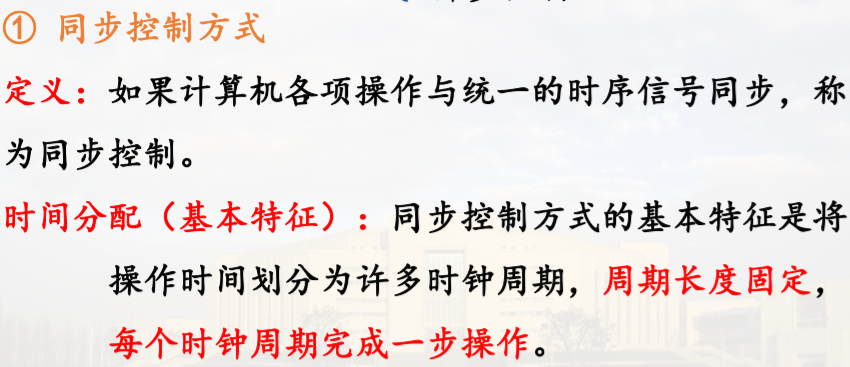 ① 同步控制方式
定义：如果计算机各项操作与统一的时序信号同步，称
为同步控制。
时间分配（基本特征）：同步控制方式的基本特征是将
操作时间划分为许多时钟周期，周期长度固定，
每个时钟周期完成一步操作。